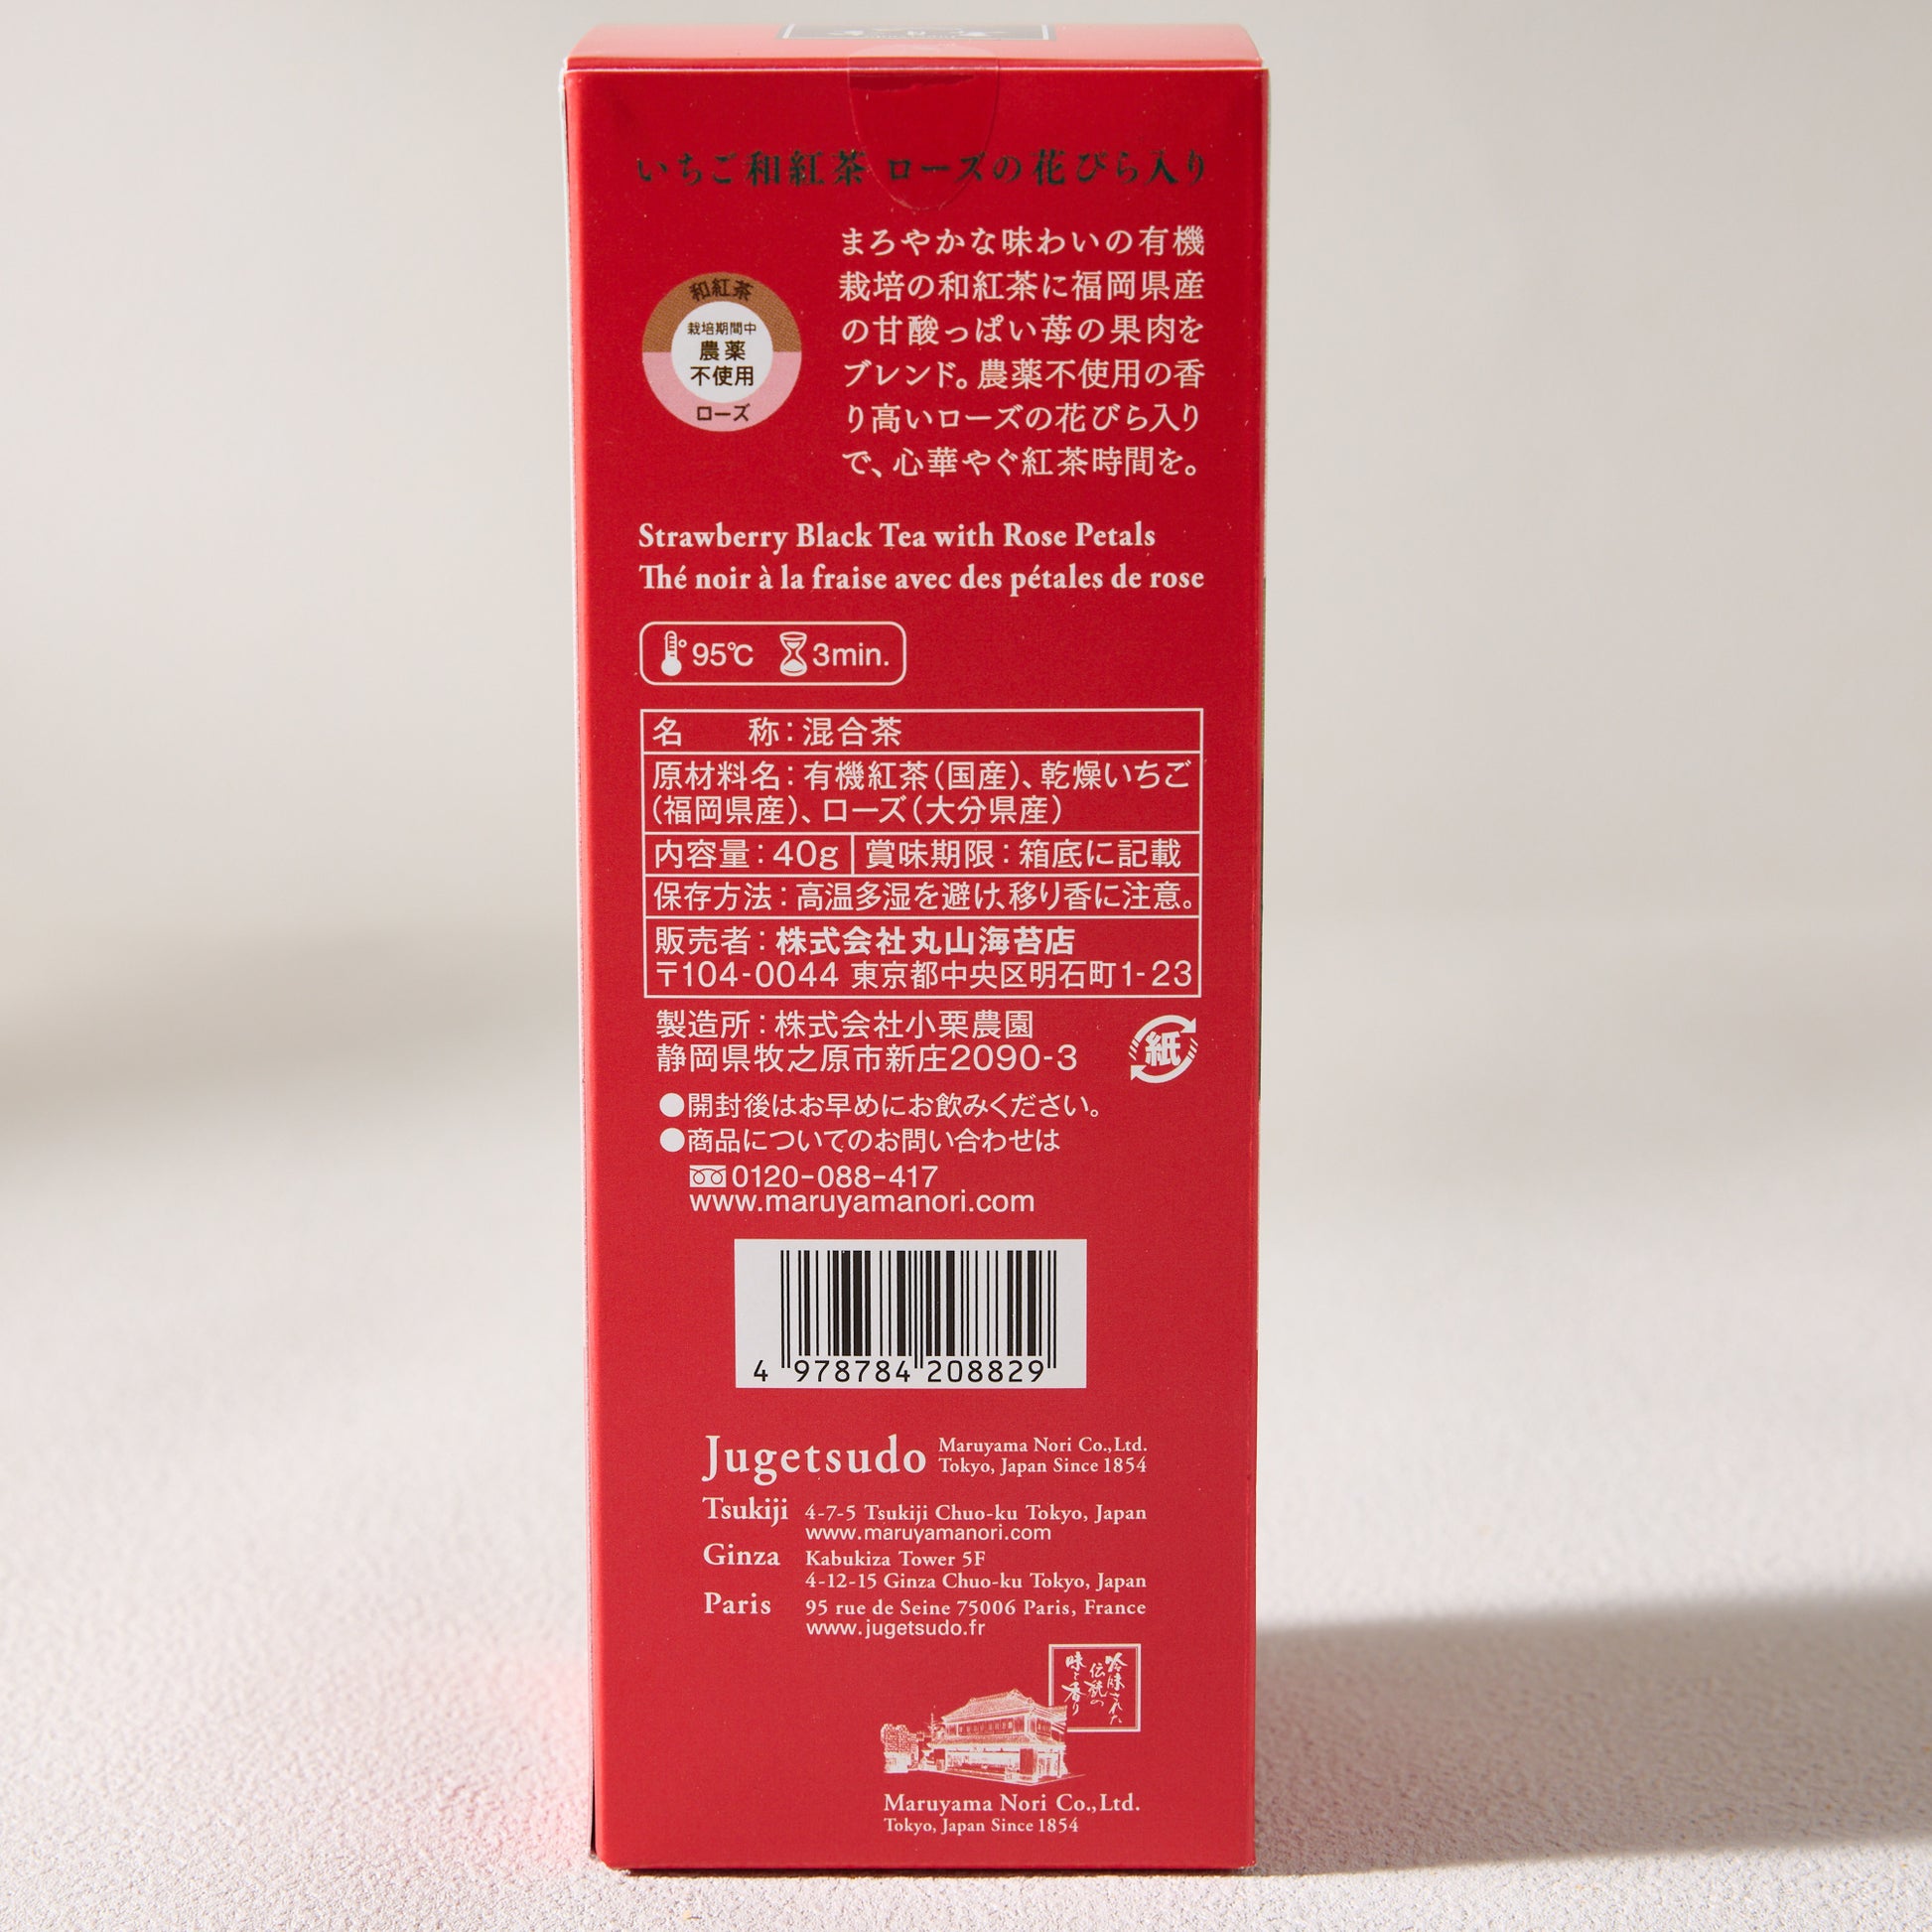 いちご和紅茶 ローズの花びら入り
まろやかな味わいの有機
栽培の和紅茶に福岡県産
の甘酸っぱい苺の果肉を
ブレンド。農薬不使用の香
り高いローズの花びら入り
で、心華やぐ紅茶時間を。
和紅茶
栽培期間中
農薬
不使用
ローズ
Strawberry Black Tea with Rose Petals
Thé noir à la fraise avec des pétales de rose
95℃ 3min.
名 称：混合茶
原材料名：有機紅茶(国産)、乾燥いちご
(福岡県産)、ローズ(大分県産)
内容量：40g 賞味期限：箱底に記載
保存方法：高温多湿を避け、移り香に注意。
販売者：株式会社丸山海苔店
〒104-0044 東京都中央区明石町1-23
製造所：株式会社小栗農園
静岡県牧之原市新庄2090-3
紙
●開封後はお早めにお飲みください。
●商品についてのお問い合わせは
0120-088-417
www.maruyamanori.com
4 978784 208829
Jugetsudo Maruyama Nori Co.,Ltd.
Tokyo, Japan Since 1854
Tsukiji 4-7-5 Tsukiji Chuo-ku Tokyo, Japan
www.maruyamanori.com
Ginza Kabukiza Tower 5F
4-12-15 Ginza Chuo-ku Tokyo, Japan
Paris 95 rue de Seine 75006 Paris, France
www.jugetsudo.fr
吟味された
伝統の
味と香り
Maruyama Nori Co.,Ltd.
Tokyo, Japan Since 1854